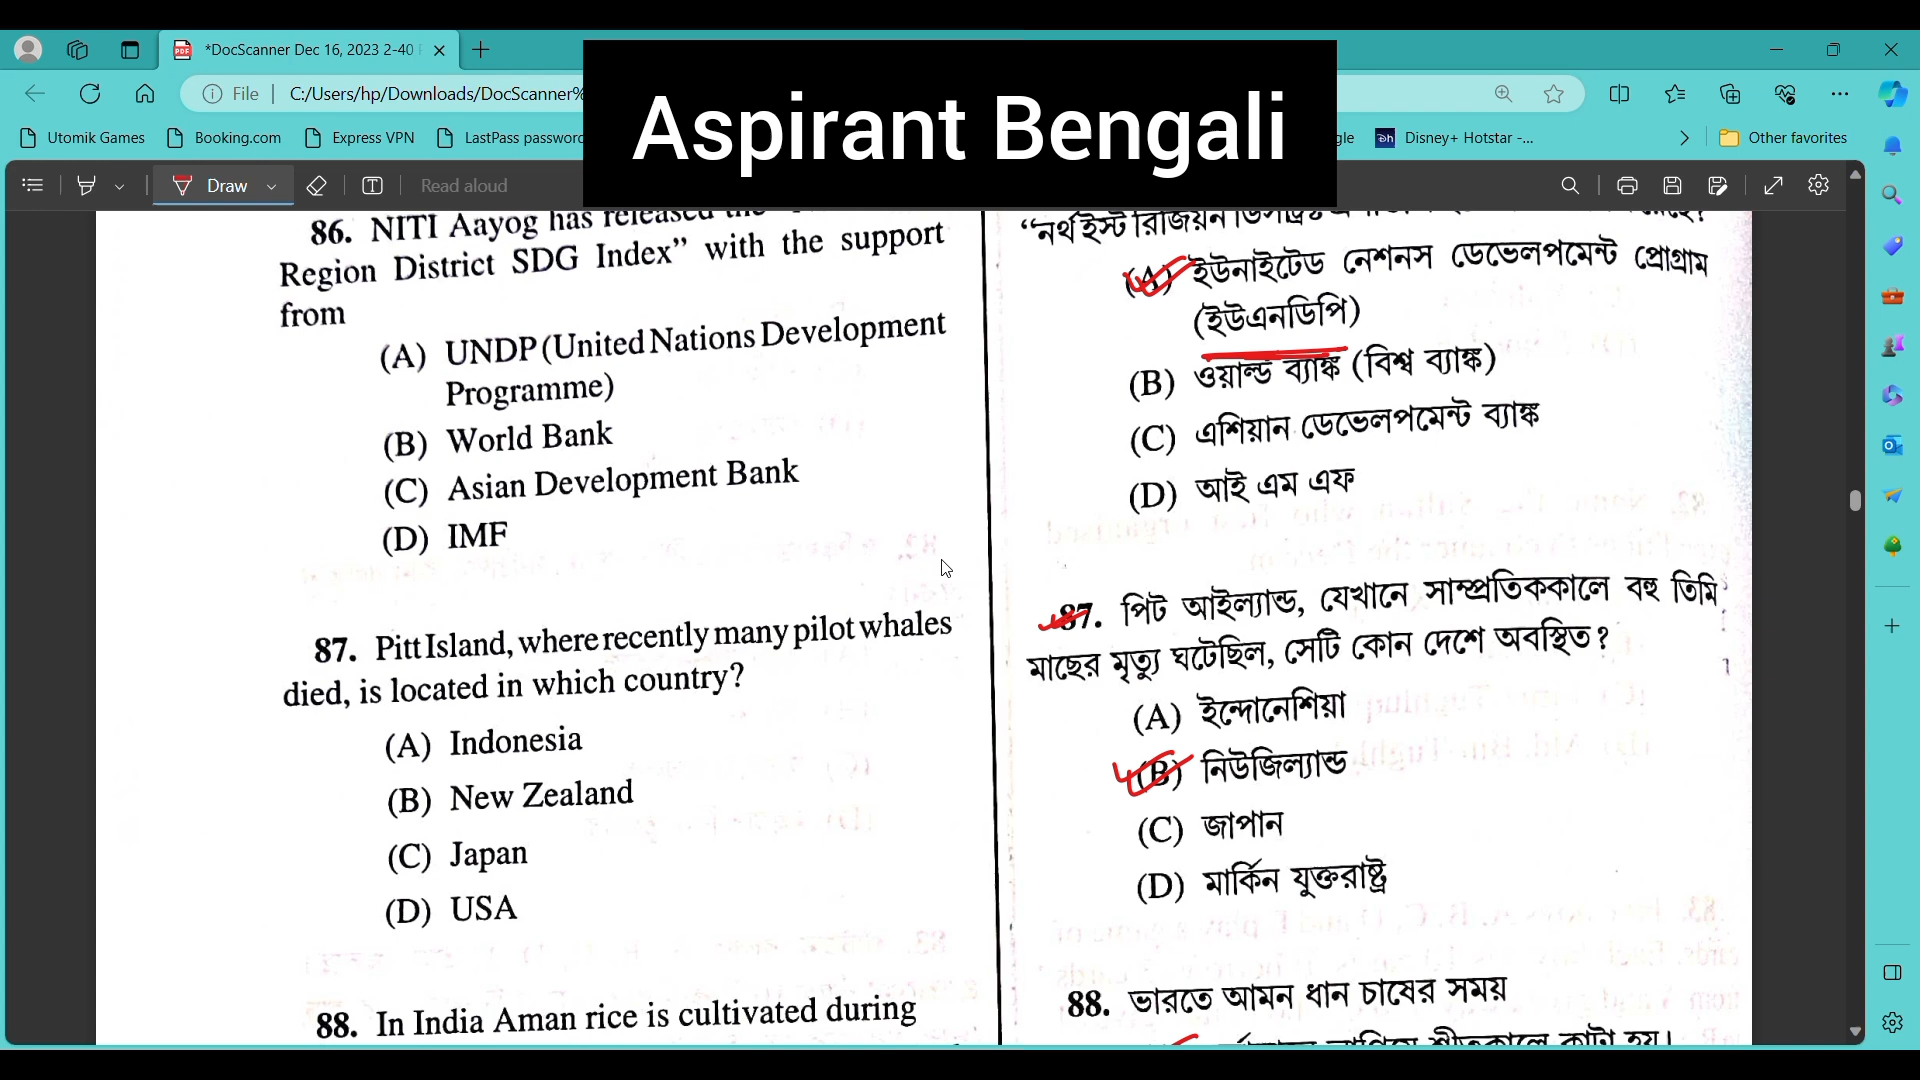 *DocScanner Dec 16, 2023 2-40
File
C:/Users/hp/Downloads/DocScanner%
Aspirant Bengali
Utomik Games
Booking.com
Express VPN
LastPass password
Disney+ Hotstar -...
Other favorites
Draw
Read aloud
86. NITI Aayog has released the
Region District SDG Index” with the support
from
(A) UNDP (United Nations Development
Programme)
(B) World Bank
(C) Asian Development Bank
(D) IMF
87. Pitt Island, where recently many pilot whales
died, is located in which country?
(A) Indonesia
(B) New Zealand
(C) Japan
(D) USA
88. In India Aman rice is cultivated during
“নর্থ ইস্ট রিজিয়ন
(A) ইউনাইটেড নেশনস ডেভেলপমেন্ট প্রোগ্রাম
(ইউএনডিপি)
(B) ওয়ার্ল্ড ব্যাঙ্ক (বিশ্ব ব্যাঙ্ক)
(C) এশিয়ান ডেভেলপমেন্ট ব্যাঙ্ক
(D) আই এম এফ
87. পিট আইল্যান্ড, যেখানে সাম্প্রতিককালে বহু তিমি
মাছের মৃত্যু ঘটেছিল, সেটি কোন দেশে অবস্থিত?
(A) ইন্দোনেশিয়া
(B) নিউজিল্যান্ড
(C) জাপান
(D) মার্কিন যুক্তরাষ্ট্র
88. ভারতে আমন ধান চাষের সময়
শীতকালে কাটা হয়।